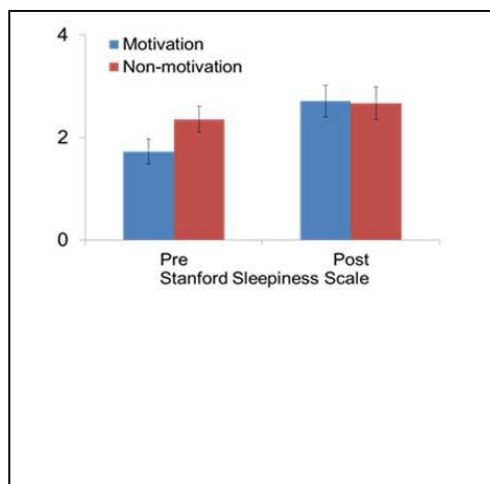 4
Motivation
Non-motivation
2
0
Pre Post
Stanford Sleepiness Scale